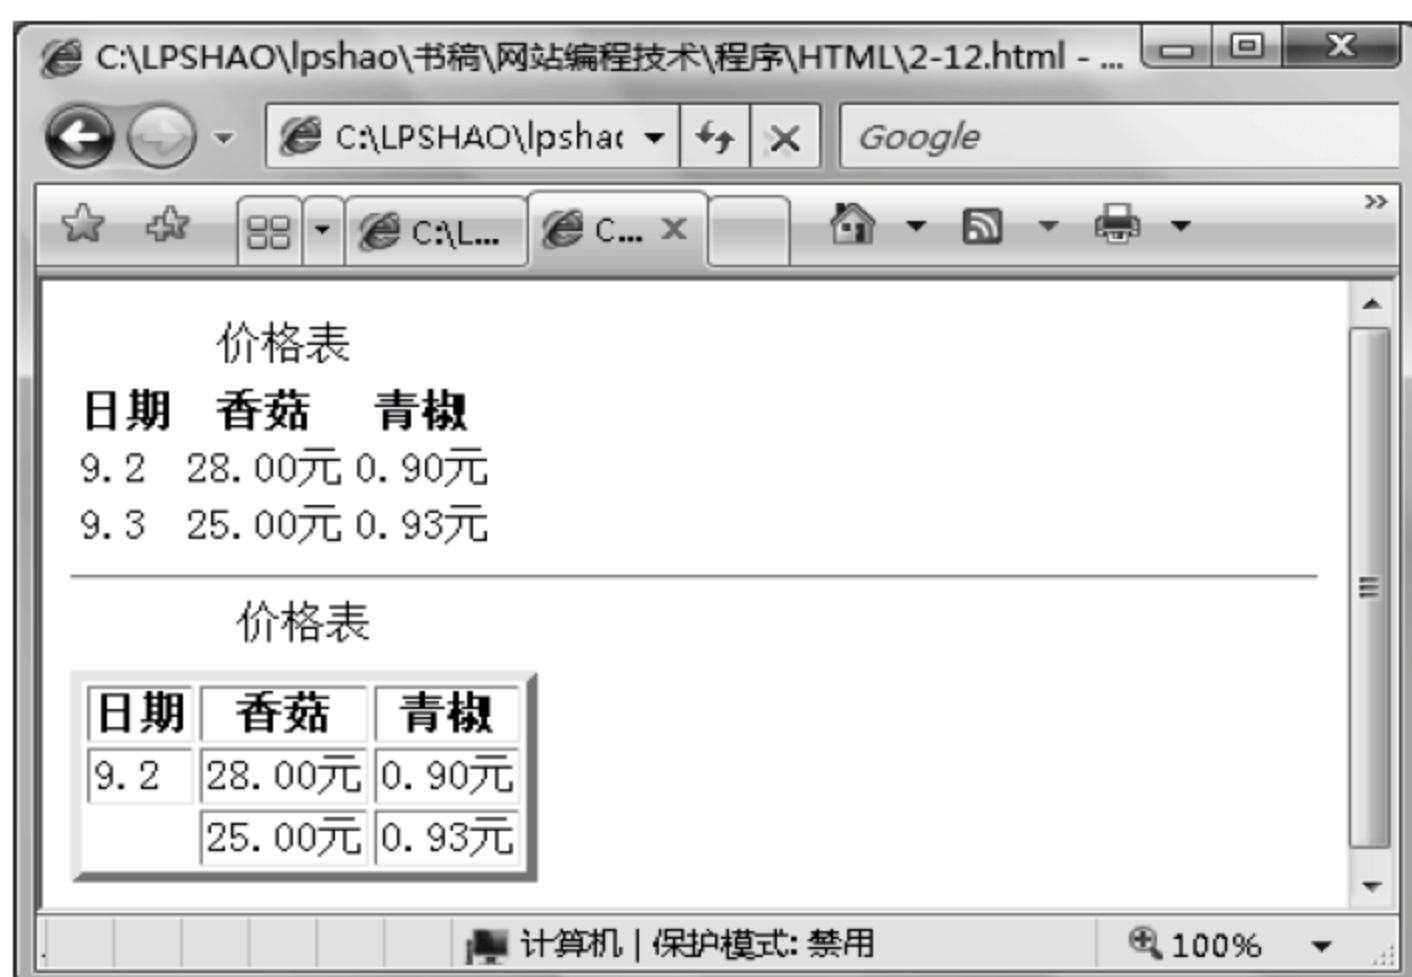 C:\LPSHAO\lpshao\书稿\网站编程技术\程序\HTML\2-12.html - ...
C:\LPSHAO\lpshac
Google
C:\L...
C...
价格表
日期 香菇 青椒
9.2 28.00元 0.90元
9.3 25.00元 0.93元
价格表
日期 香菇 青椒
9.2 28.00元 0.90元
25.00元 0.93元
计算机 | 保护模式: 禁用
100%